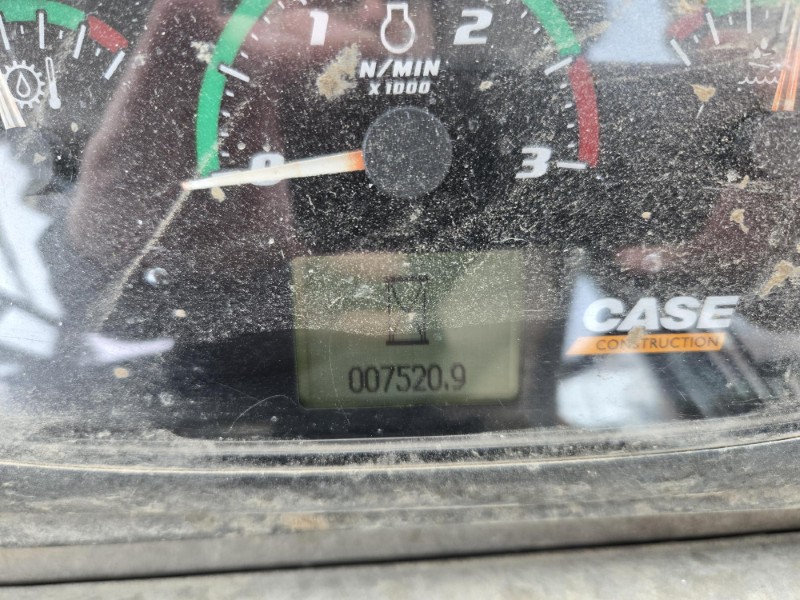 1 2
N/MIN
X1000
0 3
CASE
CONSTRUCTION
007520.9